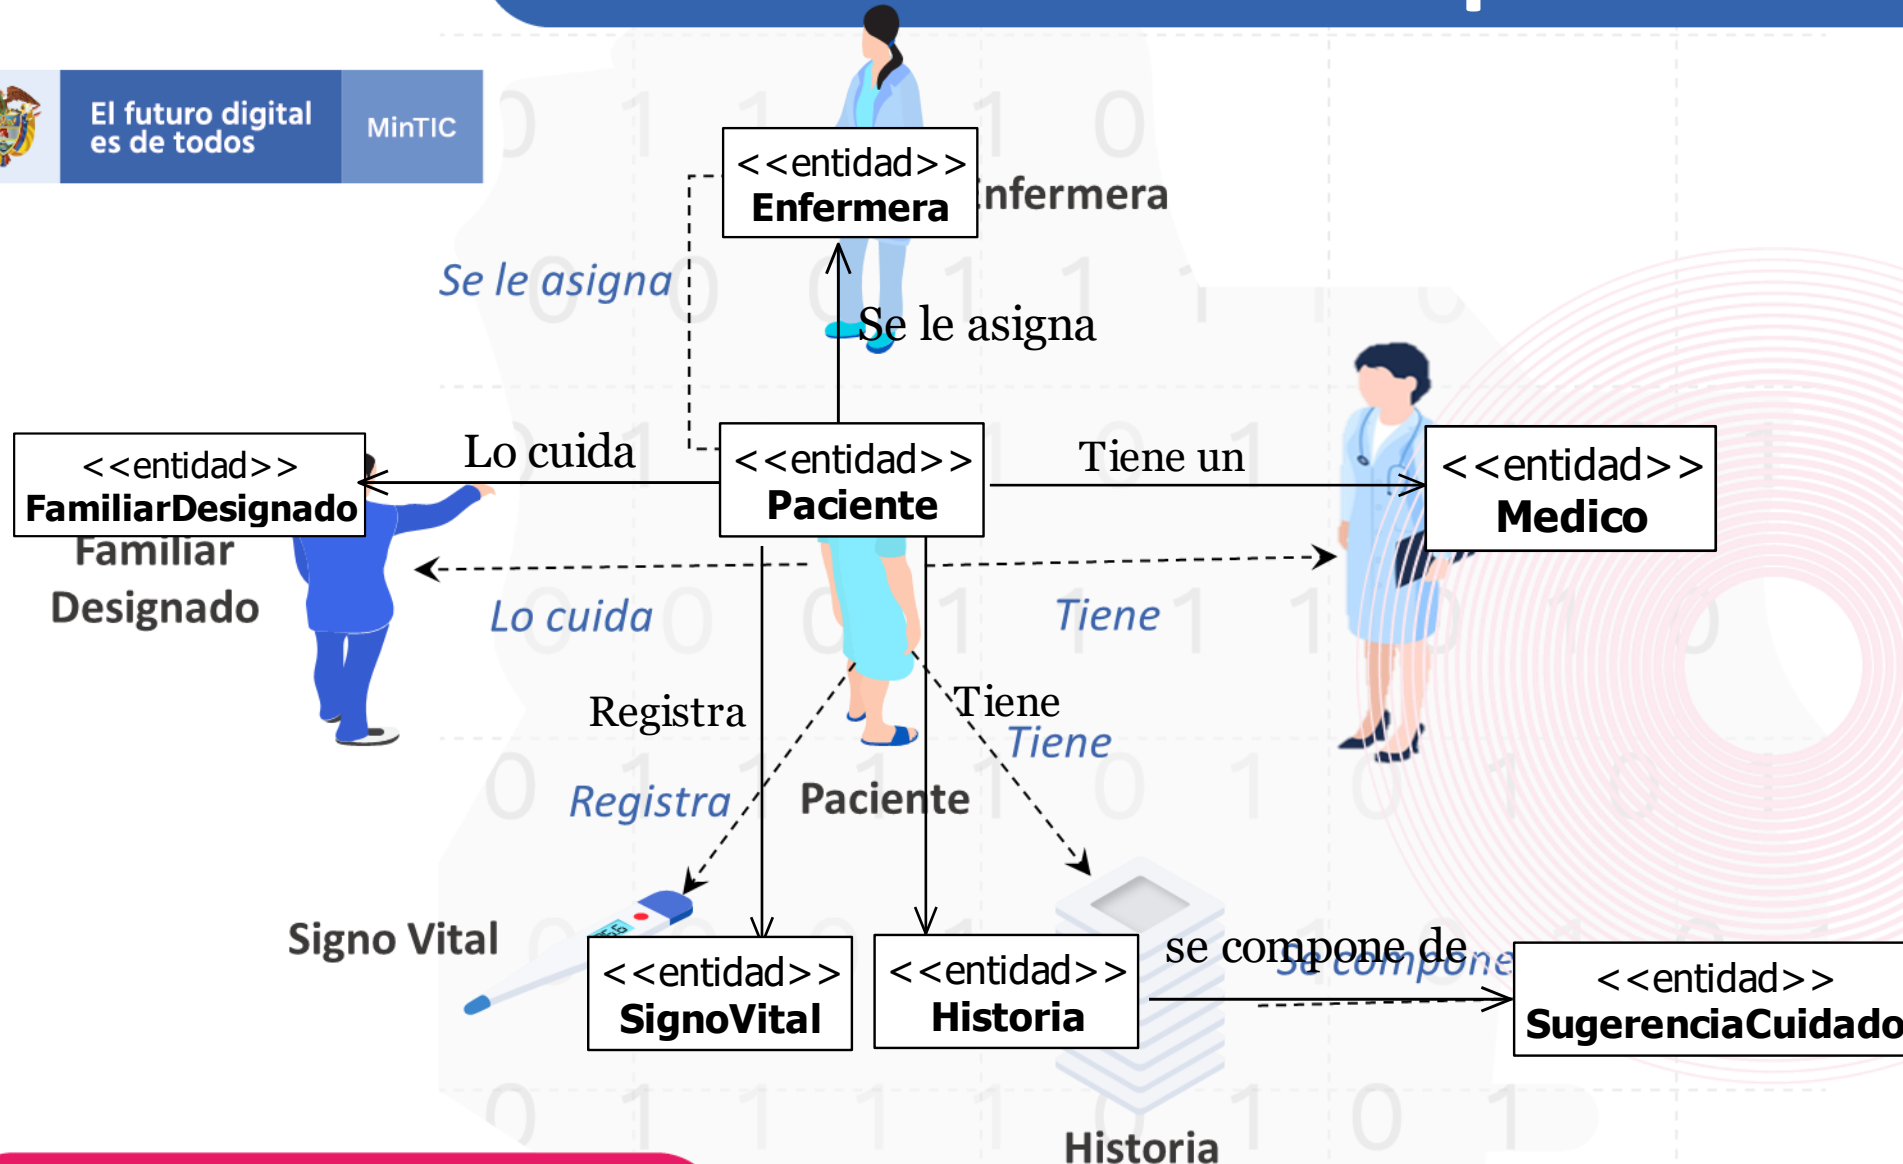 El futuro digital
es de todos
MinTIC
<<entidad>>
Enfermera
nfermera
Se le asigna
Se le asigna
<<entidad>>
FamiliarDesignado
Lo cuida
<<entidad>>
Paciente
Tiene un
<<entidad>>
Medico
Familiar
Designado
Lo cuida
Tiene
Registra
Tiene
Tiene
Registra
Paciente
Signo Vital
<<entidad>>
SignoVital
<<entidad>>
Historia
se compone de
Se compone
<<entidad>>
SugerenciaCuidado
Historia